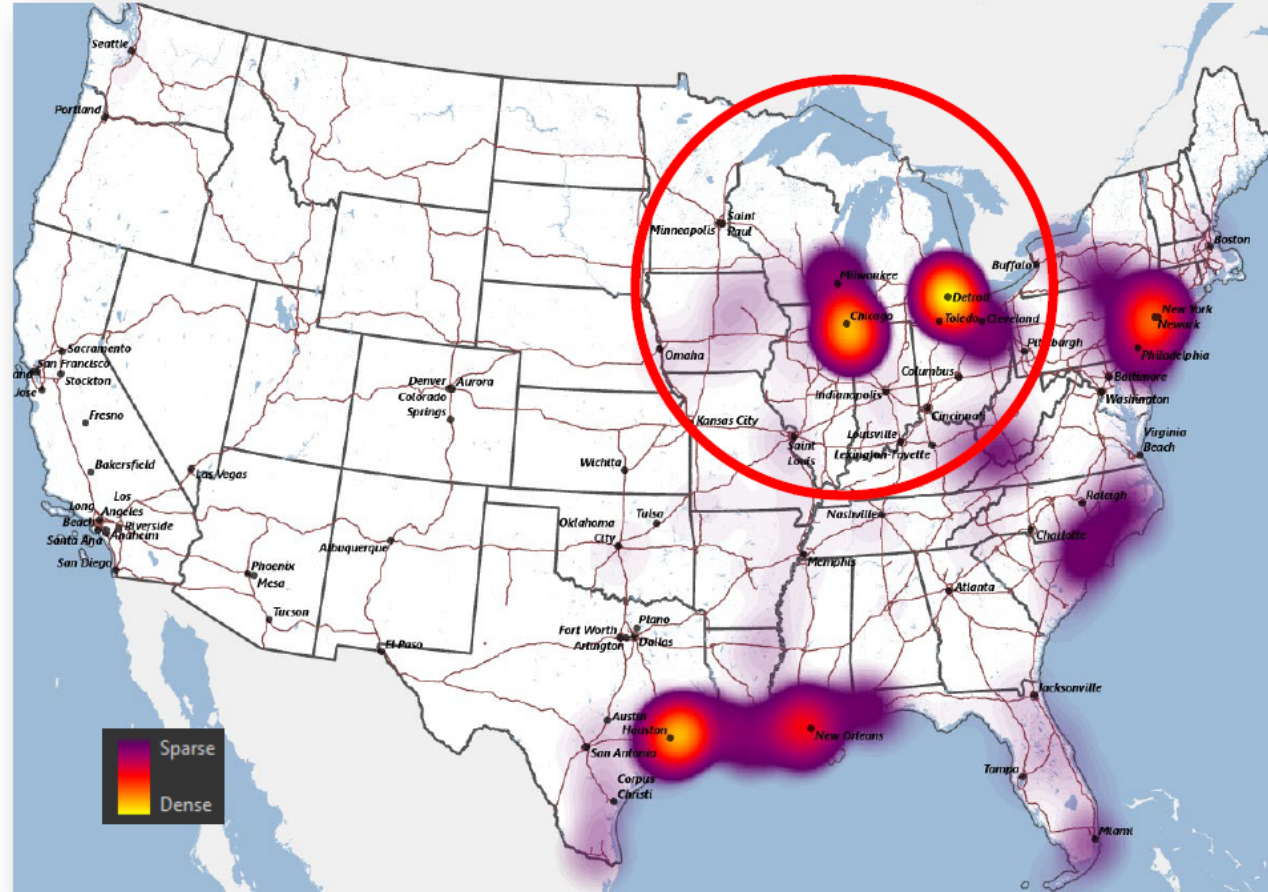 Seattle
Portland
Minneapolis
Saint
Paul
Milwaukee
Chicago
Detroit
Toledo
Cleveland
Buffalo
Boston
New York
Newark
Philadelphia
Pittsburgh
Baltimore
Washington
Columbus
Indianapolis
Cincinnati
Omaha
Kansas City
Saint
Louis
Louisville
Lexington-Fayette
Virginia
Beach
Sacramento
San Francisco
Stockton
Jose
Fresno
Bakersfield
Las Vegas
Denver
Aurora
Colorado
Springs
Wichita
Los
Angeles
Long
Beach
Riverside
Anaheim
Santa Ana
San Diego
Phoenix
Mesa
Tucson
Albuquerque
El Paso
Oklahoma
City
Tulsa
Nashville
Memphis
Raleigh
Charlotte
Atlanta
Plano
Fort Worth
Dallas
Arlington
Austin
Houston
San Antonio
Corpus
Christi
New Orleans
Jacksonville
Tampa
Miami
Sparse
Dense